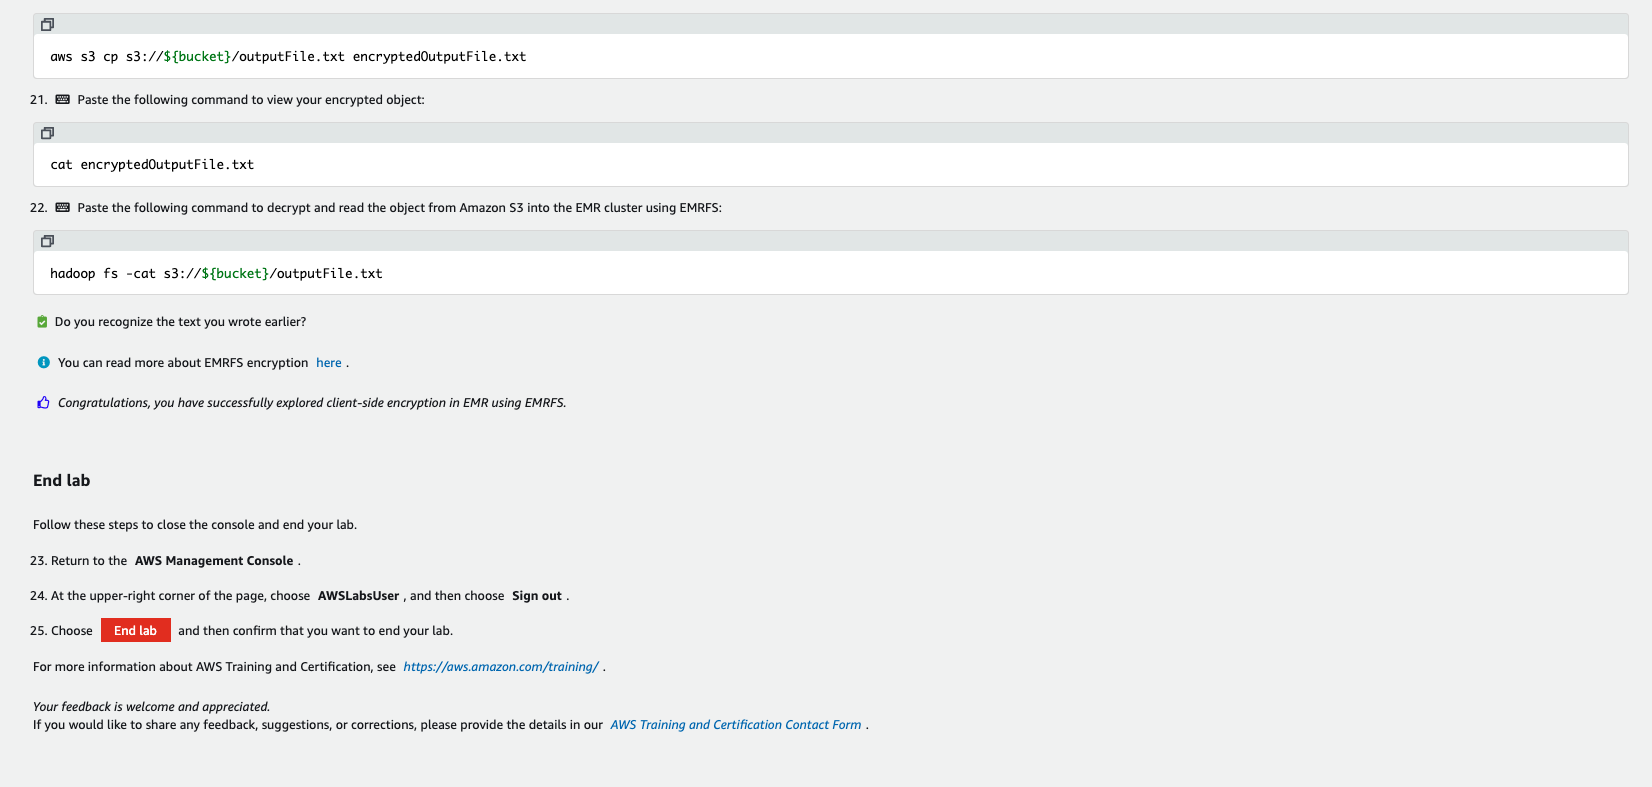 aws s3 cp s3://${bucket}/outputFile.txt encryptedOutputFile.txt
21. Paste the following command to view your encrypted object:
cat encryptedOutputFile.txt
22. Paste the following command to decrypt and read the object from Amazon S3 into the EMR cluster using EMRFS:
hadoop fs -cat s3://${bucket}/outputFile.txt
Do you recognize the text you wrote earlier?
You can read more about EMRFS encryption here .
Congratulations, you have successfully explored client-side encryption in EMR using EMRFS.
End lab
Follow these steps to close the console and end your lab.
23. Return to the AWS Management Console .
24. At the upper-right corner of the page, choose AWSLabsUser , and then choose Sign out .
25. Choose End lab and then confirm that you want to end your lab.
For more information about AWS Training and Certification, see https://aws.amazon.com/training/ .
Your feedback is welcome and appreciated.
If you would like to share any feedback, suggestions, or corrections, please provide the details in our AWS Training and Certification Contact Form .